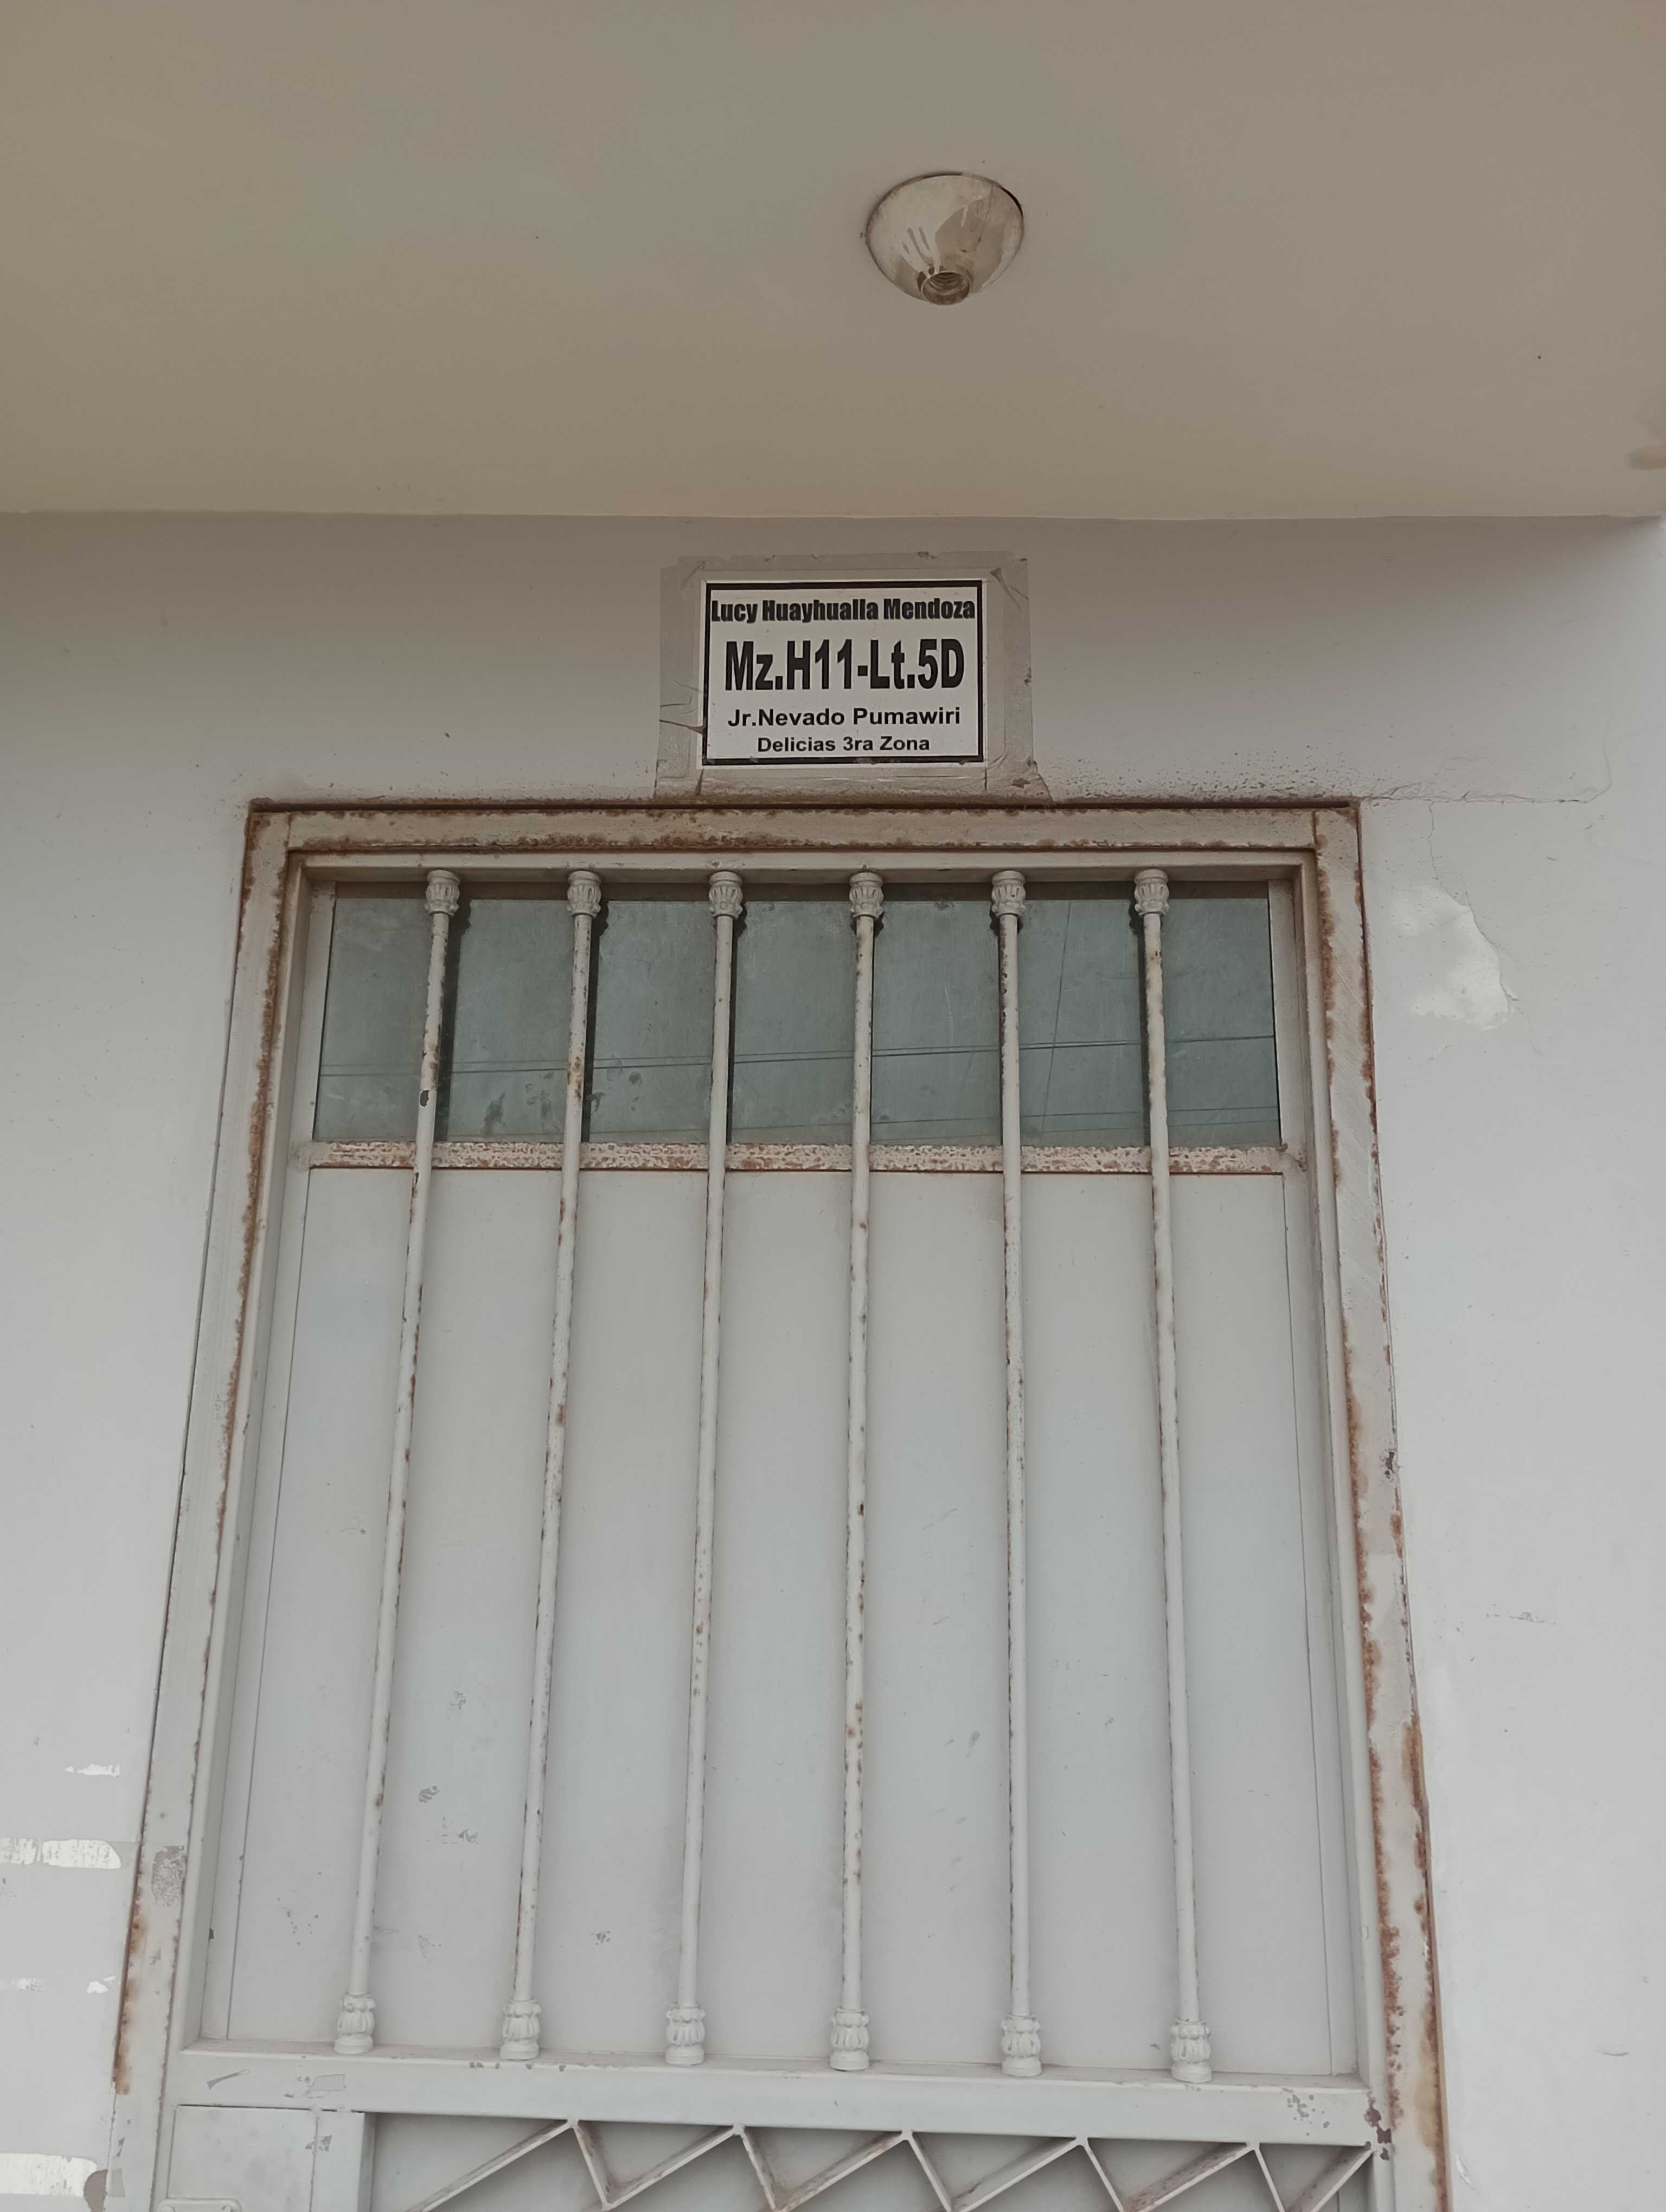 Lucy Huayhualla Mendoza
Mz.H11-Lt.5D
Jr.Nevado Pumawiri
Delicias 3ra Zona